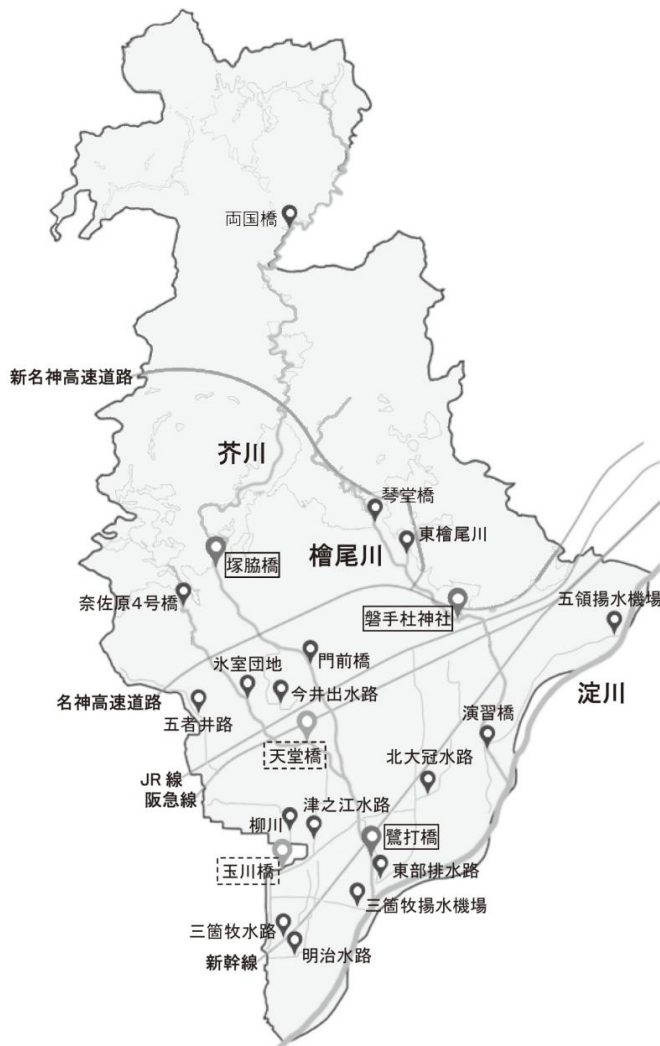 両国橋
新名神高速道路
芥川
琴堂橋
東檜尾川
檜尾川
塚脇橋
奈佐原4号橋
磐手杜神社
五領揚水機場
門前橋
氷室団地
今井出水路
名神高速道路
五者井路
淀川
演習橋
天堂橋
北大冠水路
JR線
阪急線
津之江水路
柳川
鷺打橋
玉川橋
東部排水路
三箇牧揚水機場
三箇牧水路
明治水路
新幹線